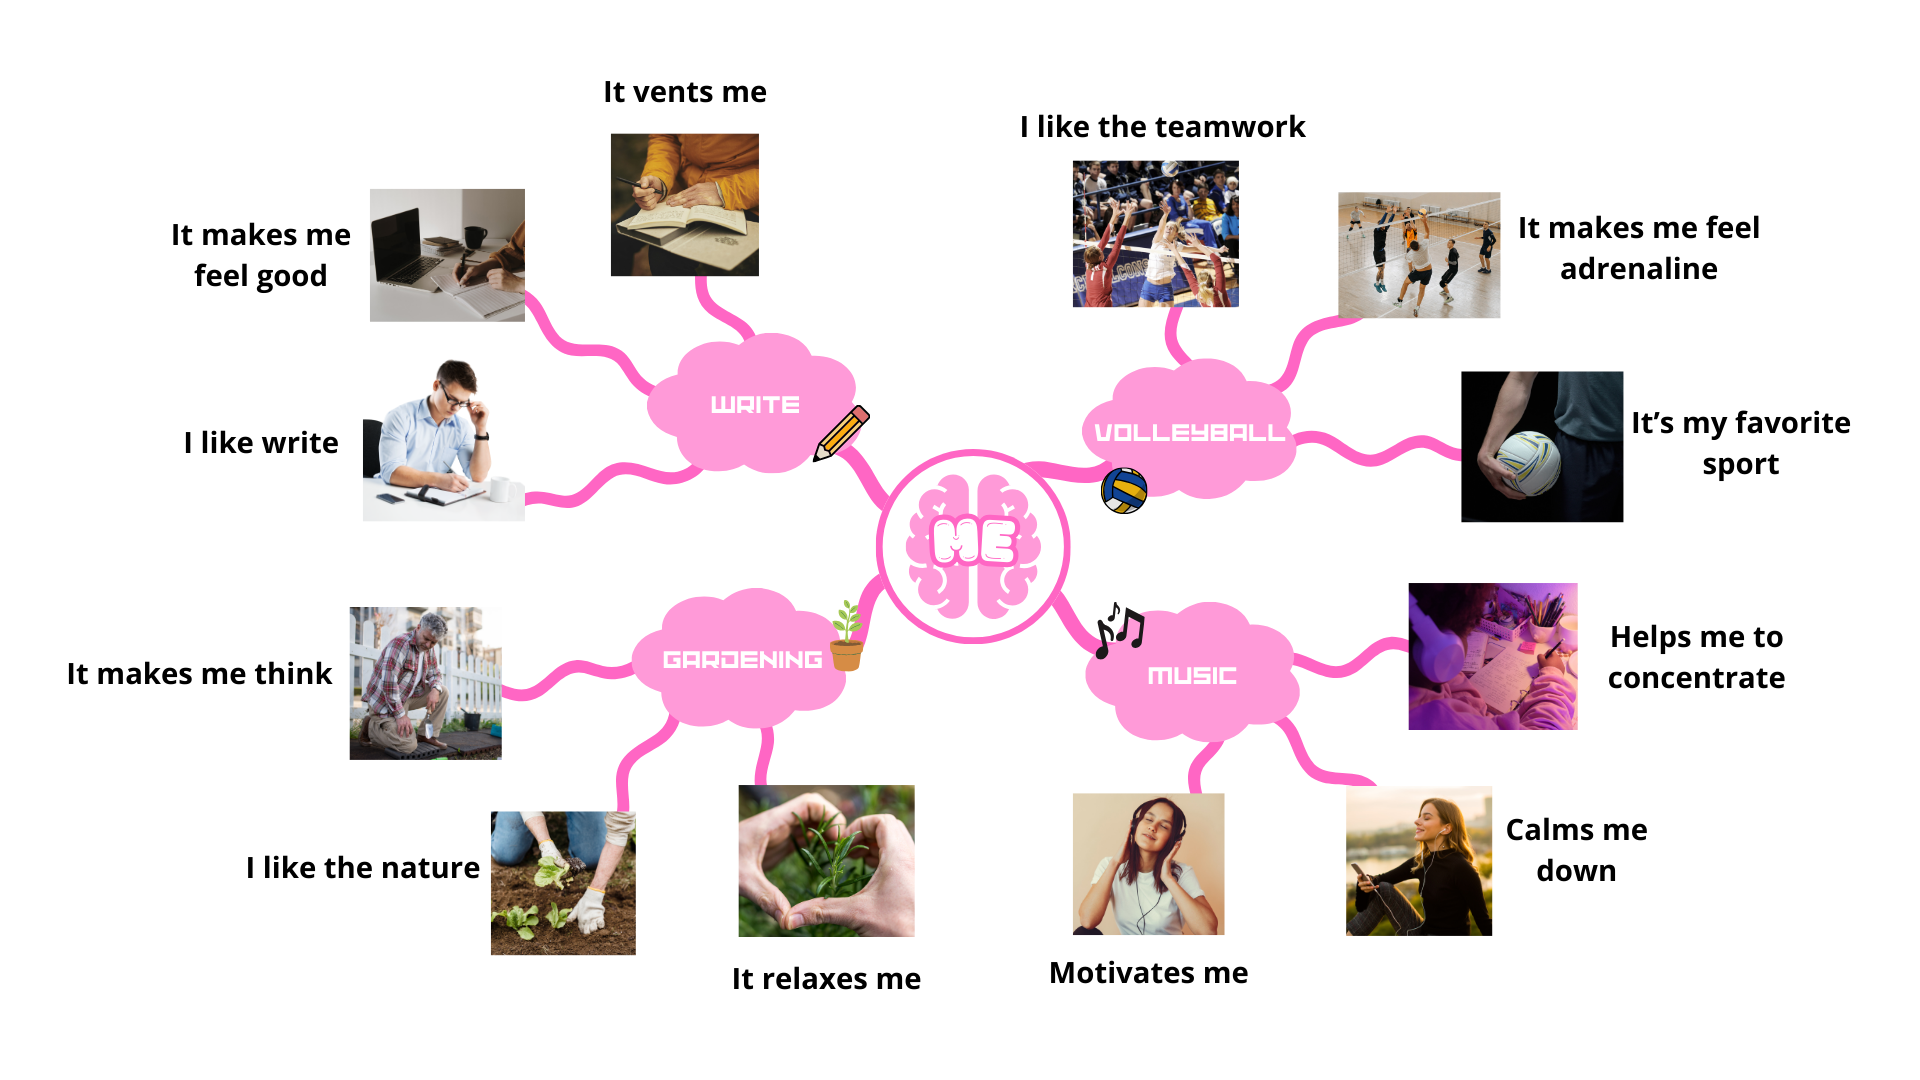 It vents me
I like the teamwork
It makes me
feel good
It makes me feel
adrenaline
WRITE
VOLLEYBALL
I like write
It’s my favorite
sport
ME
It makes me think
GARDENING
MUSIC
Helps me to
concentrate
I like the nature
Calms me
down
It relaxes me
Motivates me